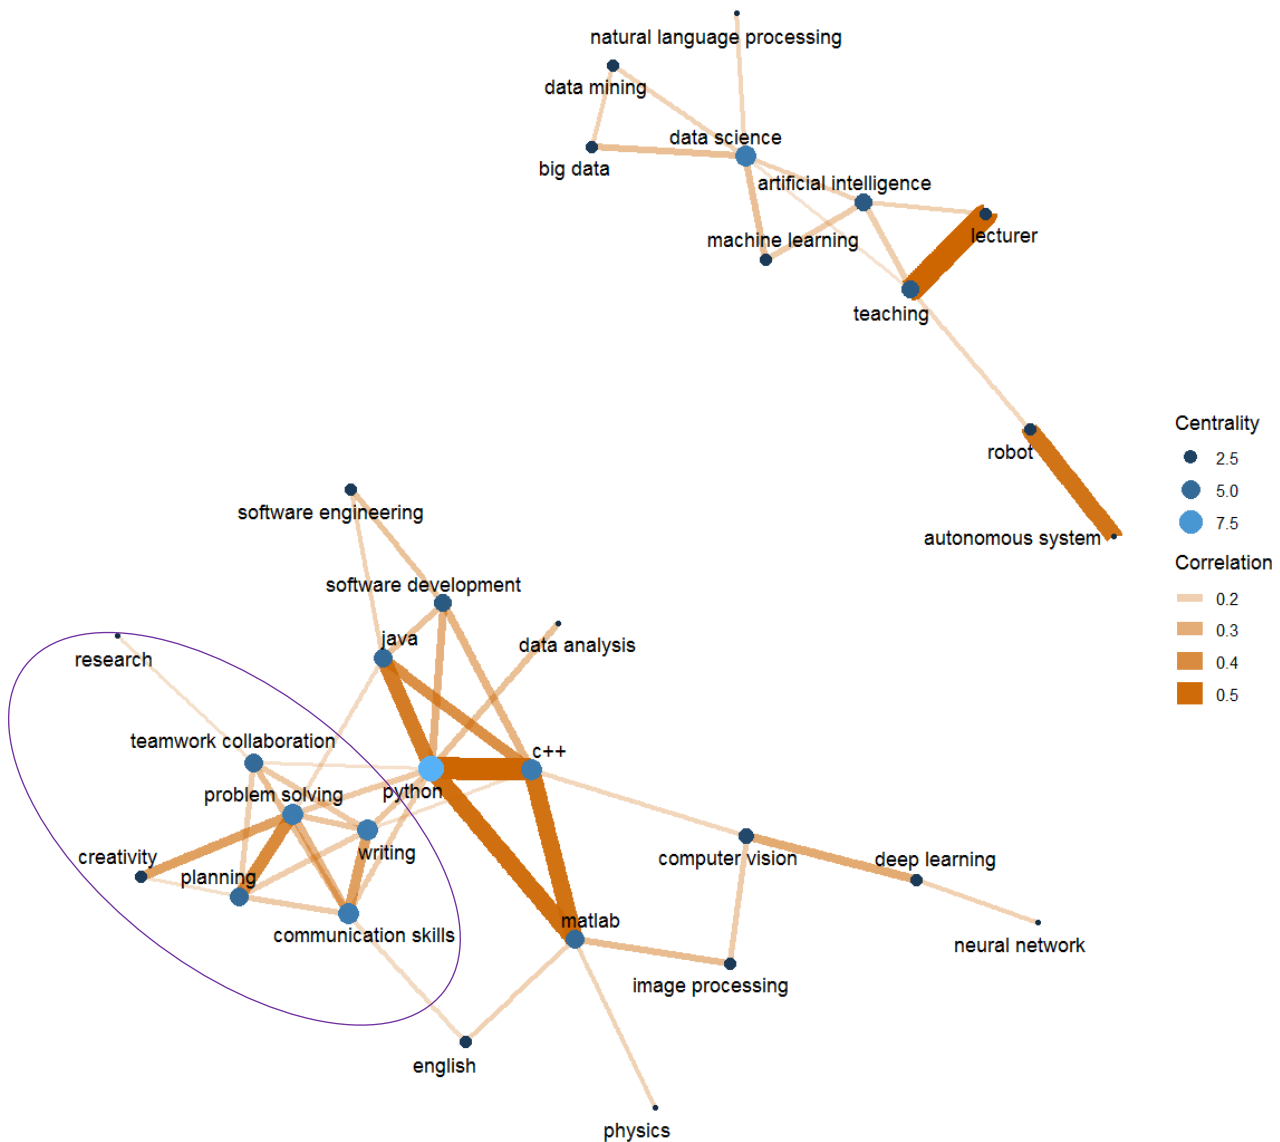 natural language processing
data mining
data science
big data
artificial intelligence
machine learning
lecturer
teaching
robot
autonomous system
Centrality
2.5
5.0
7.5
Correlation
0.2
0.3
0.4
0.5
software engineering
software development
java
data analysis
research
teamwork collaboration
c++
problem solving
python
writing
creativity
planning
communication skills
computer vision
deep learning
matlab
neural network
image processing
english
physics